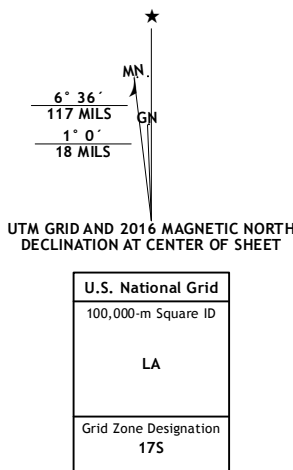 ★
MN
6° 36´
117 MILS
GN
1° 0´
18 MILS
UTM GRID AND 2016 MAGNETIC NORTH
DECLINATION AT CENTER OF SHEET
U.S. National Grid
100,000-m Square ID
LA
Grid Zone Designation
17S